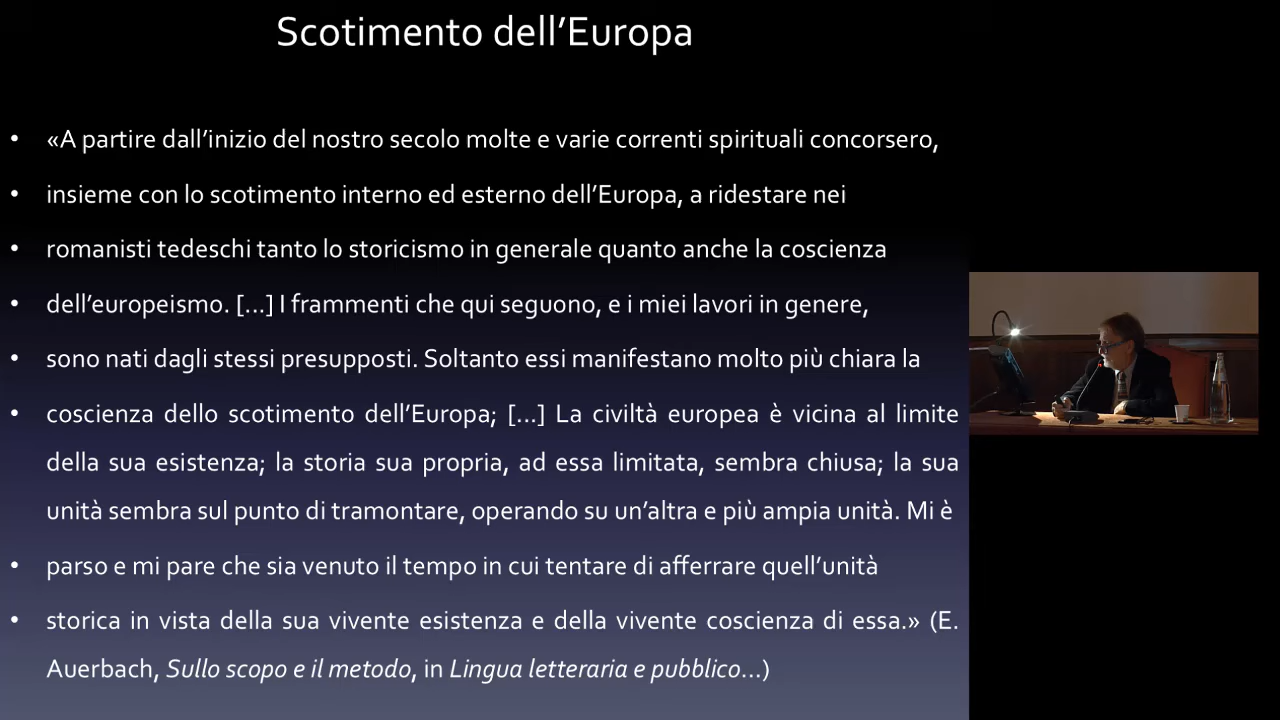 Scotimento dell’Europa
• «A partire dall’inizio del nostro secolo molte e varie correnti spirituali concorsero,
• insieme con lo scotimento interno ed esterno dell’Europa, a ridestare nei
• romanisti tedeschi tanto lo storicismo in generale quanto anche la coscienza
• dell’europeismo. [...] I frammenti che qui seguono, e i miei lavori in genere,
• sono nati dagli stessi presupposti. Soltanto essi manifestano molto più chiara la
• coscienza dello scotimento dell’Europa; [...] La civiltà europea è vicina al limite
della sua esistenza; la storia sua propria, ad essa limitata, sembra chiusa; la sua
unità sembra sul punto di tramontare, operando su un’altra e più ampia unità. Mi è
• parso e mi pare che sia venuto il tempo in cui tentare di afferrare quell’unità
• storica in vista della sua vivente esistenza e della vivente coscienza di essa.» (E.
Auerbach, Sullo scopo e il metodo, in Lingua letteraria e pubblico...)